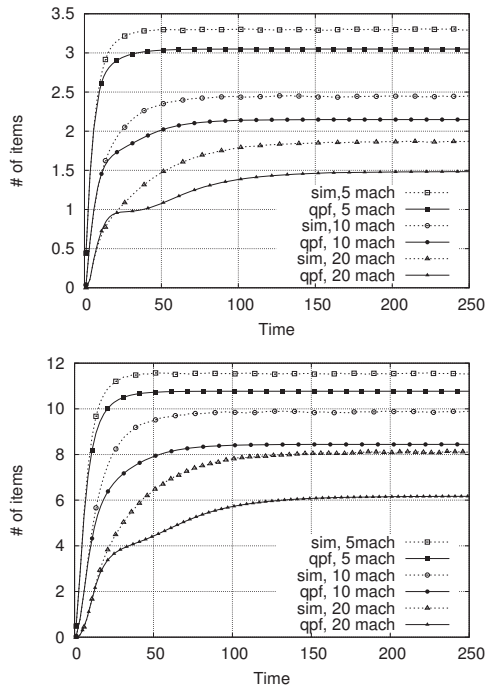 3.5
3
2.5
2
1.5
1
0.5
0
# of items
sim,5 mach
qpf, 5 mach
sim,10 mach
qpf, 10 mach
sim, 20 mach
qpf, 20 mach
0 50 100 150 200 250
Time
12
10
8
6
4
2
0
# of items
sim, 5mach
qpf, 5 mach
sim, 10 mach
qpf, 10 mach
sim, 20 mach
qpf, 20 mach
0 50 100 150 200 250
Time